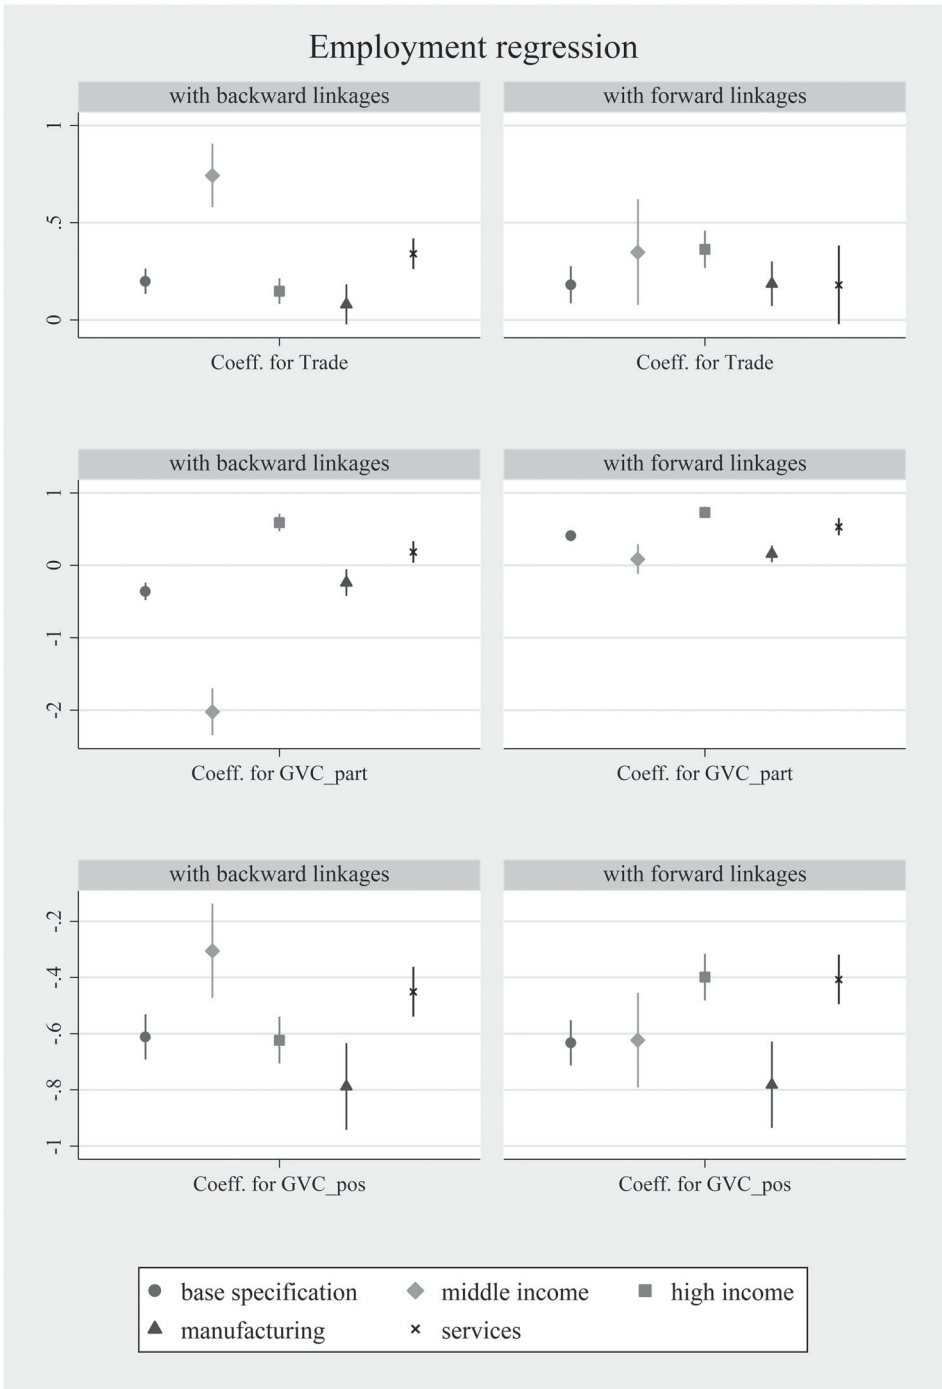 Employment regression
with backward linkages
with forward linkages
1
.5
0
Coeff. for Trade
Coeff. for Trade
with backward linkages
with forward linkages
1
0
-1
-2
Coeff. for GVC_part
Coeff. for GVC_part
with backward linkages
with forward linkages
-.2
-.4
-.6
-.8
-1
Coeff. for GVC_pos
Coeff. for GVC_pos
base specification
middle income
high income
manufacturing
services